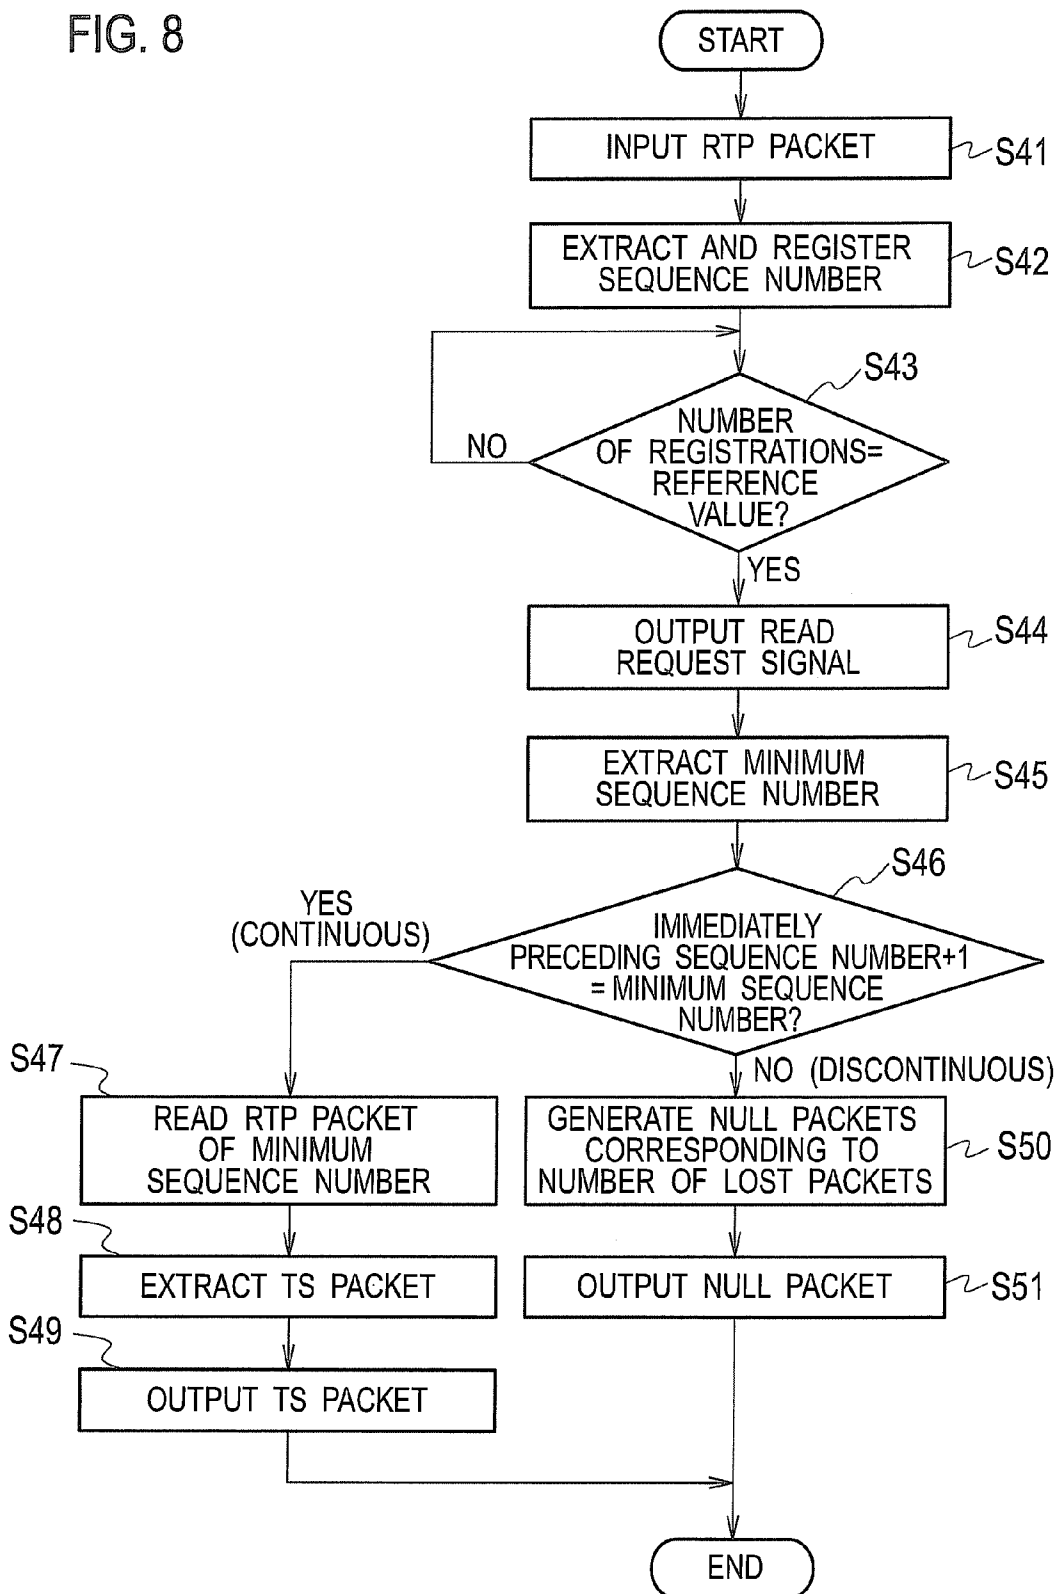 FIG. 8
START
INPUT RTP PACKET
S41
EXTRACT AND REGISTER
SEQUENCE NUMBER
S42
S43
NUMBER
OF REGISTRATIONS=
REFERENCE
VALUE?
NO
YES
OUTPUT READ
REQUEST SIGNAL
S44
EXTRACT MINIMUM
SEQUENCE NUMBER
S45
S46
IMMEDIATELY
PRECEDING SEQUENCE NUMBER+1
=MINIMUM SEQUENCE
NUMBER?
YES
(CONTINUOUS)
NO (DISCONTINUOUS)
S47
READ RTP PACKET
OF MINIMUM
SEQUENCE NUMBER
S48
EXTRACT TS PACKET
S49
OUTPUT TS PACKET
GENERATE NULL PACKETS
CORRESPONDING TO
NUMBER OF LOST PACKETS
S50
OUTPUT NULL PACKET
S51
END